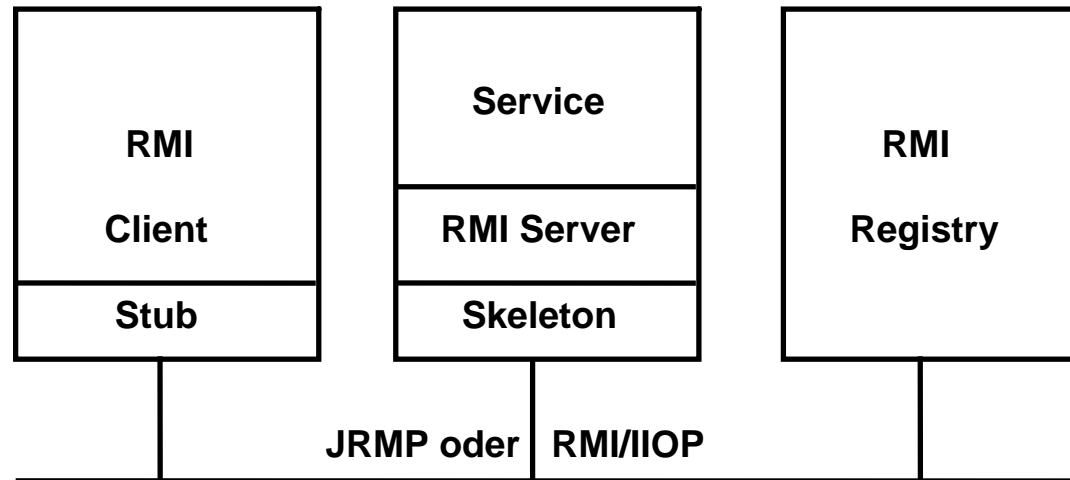 RMI
Client
Stub
Service
RMI Server
Skeleton
RMI
Registry
JRMP oder RMI/IIOP